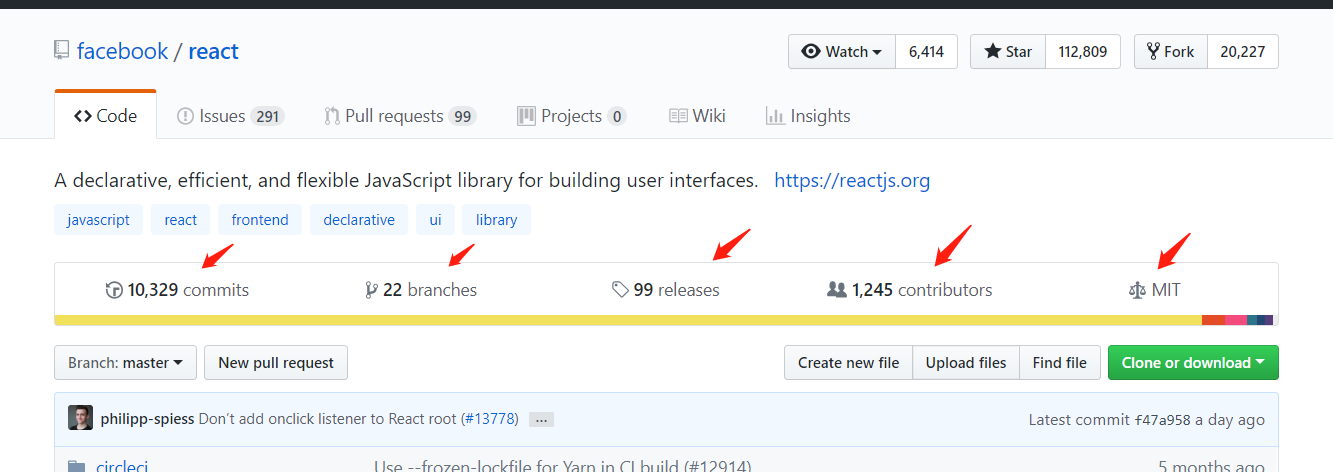 facebook / react
Watch 6,414 Star 112,809 Fork 20,227
Code Issues 291 Pull requests 99 Projects 0 Wiki Insights
A declarative, efficient, and flexible JavaScript library for building user interfaces. https://reactjs.org
javascript react frontend declarative ui library
10,329 commits 22 branches 99 releases 1,245 contributors MIT
Branch: master New pull request Create new file Upload files Find file Clone or download
philipp-spiess Don't add onclick listener to React root (#13778) ... Latest commit f47a958 a day ago
circleci Use --frozen-lockfile for Yarn in CI build (#12914) 5 months ago